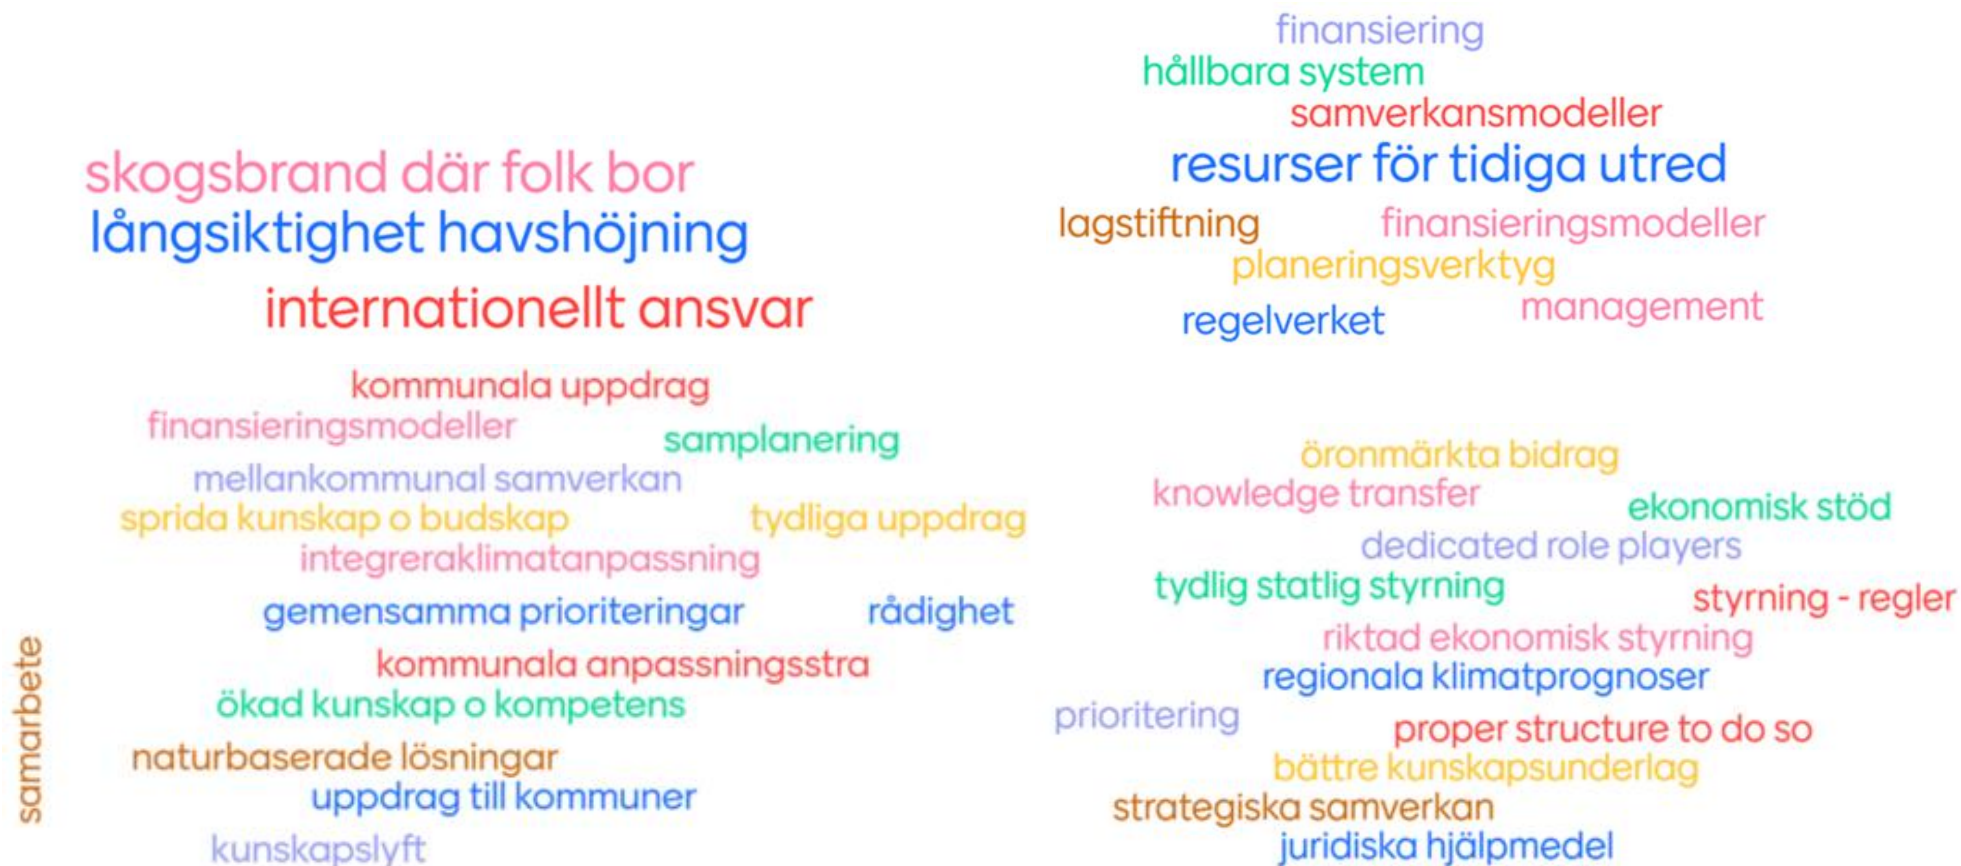 skogsbrand där folk bor
långsiktighet havshöjning
internationellt ansvar
kommunala uppdrag
finansieringsmodeller
samplanering
mellankommunal samverkan
sprida kunskap o budskap
tydliga uppdrag
integreraklimatanpassning
gemensamma prioriteringar
rådighet
kommunala anpassningsstra
ökad kunskap o kompetens
naturbaserade lösningar
uppdrag till kommuner
kunskapslyft
samarbete
finansiering
hållbara system
samverkansmodeller
resurser för tidiga utred
lagstiftning
finansieringsmodeller
planeringsverktyg
management
regelverket
öronmärkta bidrag
knowledge transfer
ekonomisk stöd
dedicated role players
tydlig statlig styrning
styrning - regler
riktad ekonomisk styrning
regionala klimatprognoser
prioritering
proper structure to do so
bättre kunskapsunderlag
strategiska samverkan
juridiska hjälpmedel